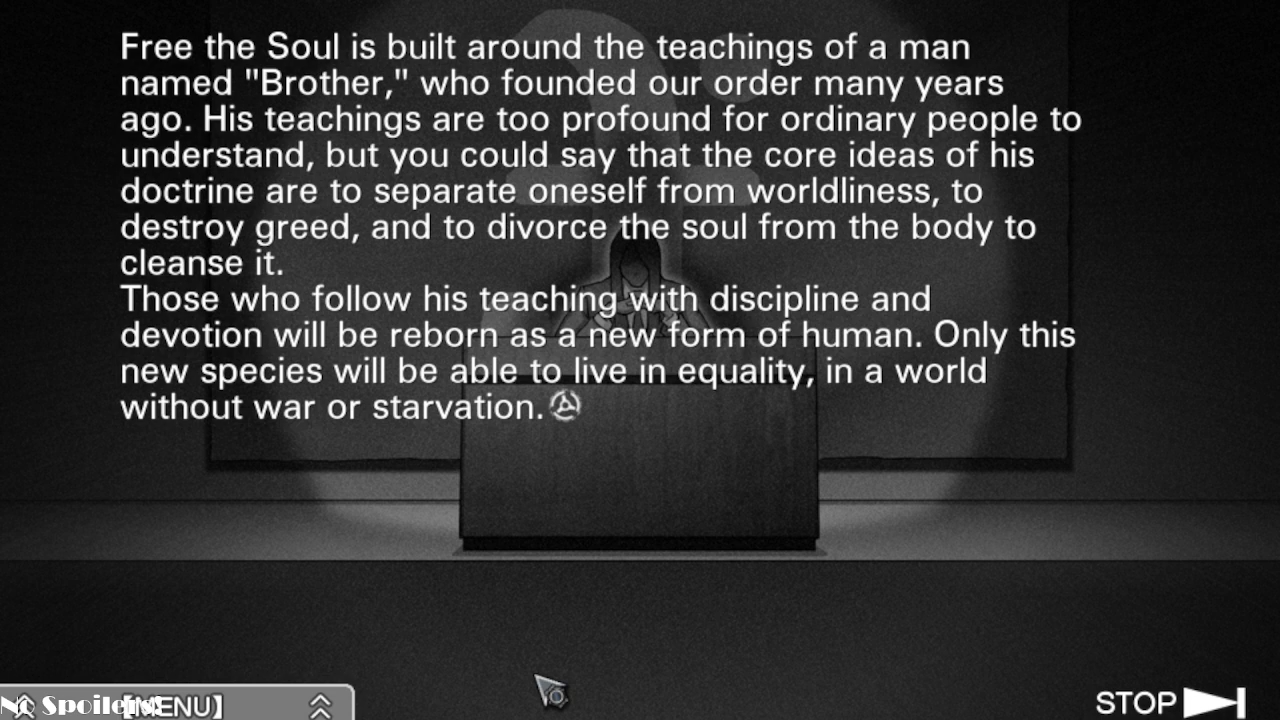 Free the Soul is built around the teachings of a man
named "Brother," who founded our order many years
ago. His teachings are too profound for ordinary people to
understand, but you could say that the core ideas of his
doctrine are to separate oneself from worldliness, to
destroy greed, and to divorce the soul from the body to
cleanse it.
Those who follow his teaching with discipline and
devotion will be reborn as a new form of human. Only this
new species will be able to live in equality, in a world
without war or starvation.
No Spoilers!
【MENU】
STOP